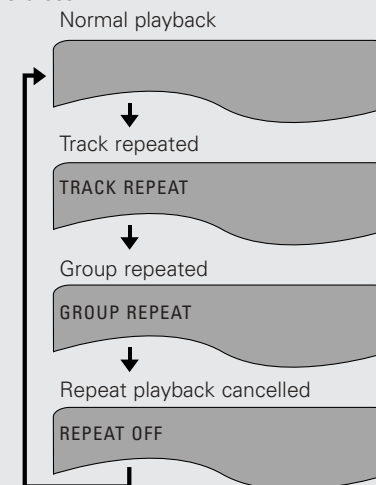 Normal playback
Track repeated
TRACK REPEAT
Group repeated
GROUP REPEAT
Repeat playback cancelled
REPEAT OFF